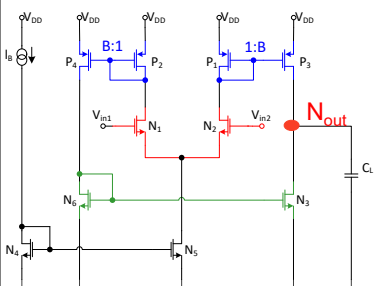 VDD VDD VDD VDD VDD
IB B:1 1:B
P4 P2 P1 P3
Vin1 Vin2 Nout
N1 N2
CL
N6 N3
N4 N5